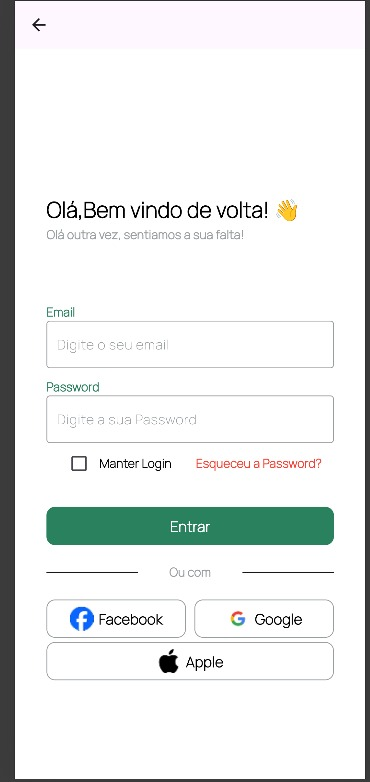 Olá,Bem vindo de volta! 👋
Olá outra vez, sentiamos a sua falta!
Email
Digite o seu email
Password
Digite a sua Password
Manter Login Esqueceu a Password?
Entrar
Ou com
Facebook Google
Apple